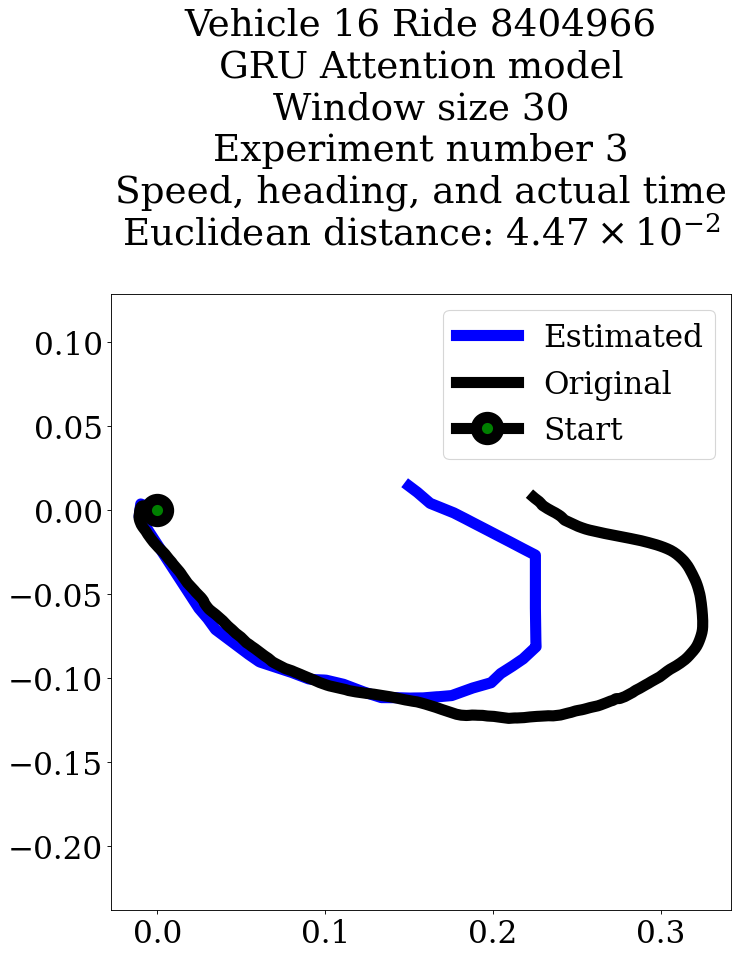 Vehicle 16 Ride 8404966
GRU Attention model
Window size 30
Experiment number 3
Speed, heading, and actual time
Euclidean distance: 4.47 × 10⁻²
Estimated
Original
Start
0.10
0.05
0.00
−0.05
−0.10
−0.15
−0.20
0.0 0.1 0.2 0.3